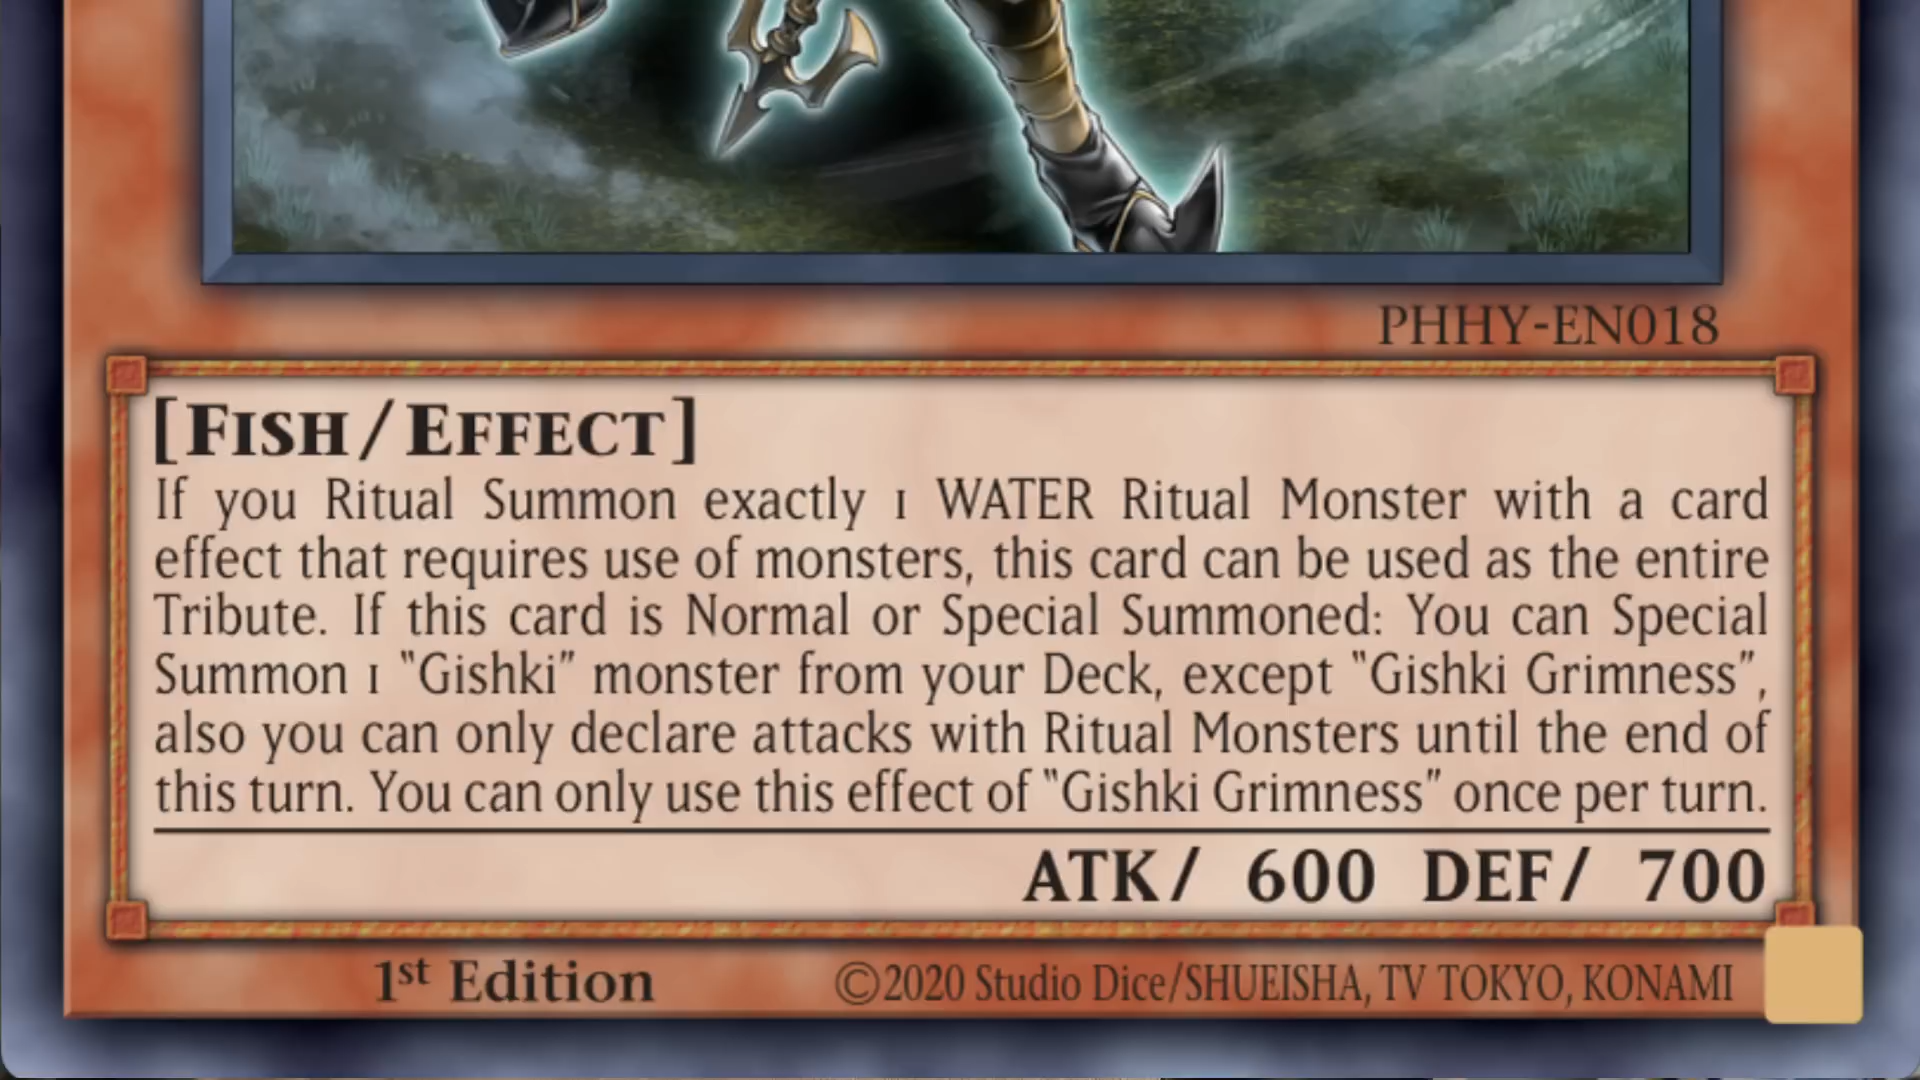 PHHY-EN018
[FISH/EFFECT]
If you Ritual Summon exactly 1 WATER Ritual Monster with a card
effect that requires use of monsters, this card can be used as the entire
Tribute. If this card is Normal or Special Summoned: You can Special
Summon 1 "Gishki" monster from your Deck, except "Gishki Grimness",
also you can only declare attacks with Ritual Monsters until the end of
this turn. You can only use this effect of "Gishki Grimness" once per turn.
ATK/ 600 DEF/ 700
1st Edition ©2020 Studio Dice/SHUEISHA, TV TOKYO, KONAMI